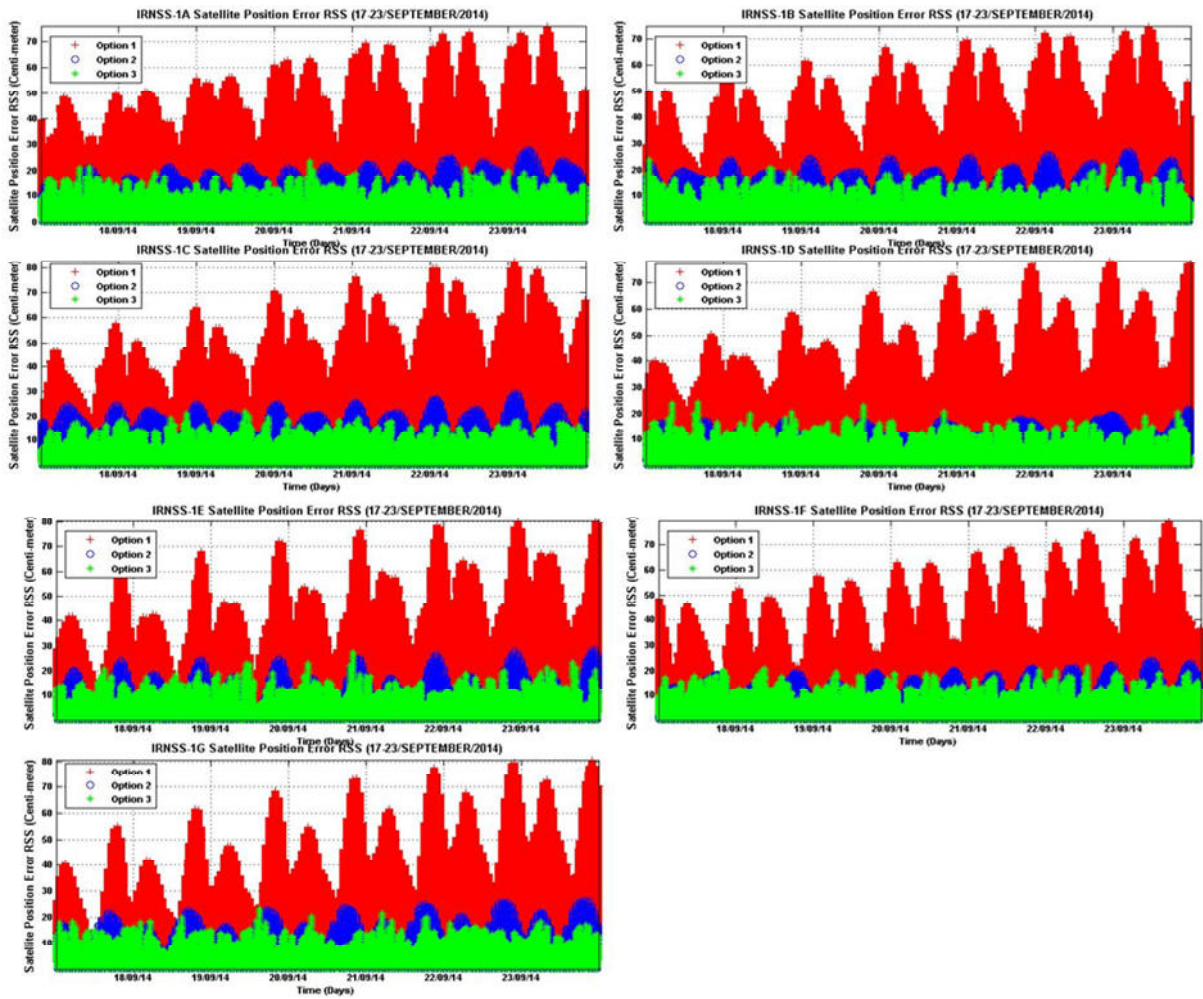 IRNSS-1A Satellite Position Error RSS (17-23/SEPTEMBER/2014)
Satellite Position Error RSS (Centi-meter)
70
60
50
40
30
20
10
0
Option 1
Option 2
Option 3
18/09/14 19/09/14 20/09/14 21/09/14 22/09/14 23/09/14
Time (Days)
IRNSS-1B Satellite Position Error RSS (17-23/SEPTEMBER/2014)
Satellite Position Error RSS (Centi-meter)
70
60
50
40
30
20
10
Option 1
Option 2
Option 3
18/09/14 19/09/14 20/09/14 21/09/14 22/09/14 23/09/14
Time (Days)
IRNSS-1C Satellite Position Error RSS (17-23/SEPTEMBER/2014)
Satellite Position Error RSS (Centi-meter)
80
70
60
50
40
30
20
10
Option 1
Option 2
Option 3
18/09/14 19/09/14 20/09/14 21/09/14 22/09/14 23/09/14
Time (Days)
IRNSS-1D Satellite Position Error RSS (17-23/SEPTEMBER/2014)
Satellite Position Error RSS (Centi-meter)
70
60
50
40
30
20
10
Option 1
Option 2
Option 3
18/09/14 19/09/14 20/09/14 21/09/14 22/09/14 23/09/14
Time (Days)
IRNSS-1E Satellite Position Error RSS (17-23/SEPTEMBER/2014)
Satellite Position Error RSS (Centi-meter)
80
70
60
50
40
30
20
10
Option 1
Option 2
Option 3
18/09/14 19/09/14 20/09/14 21/09/14 22/09/14 23/09/14
Time (Days)
IRNSS-1F Satellite Position Error RSS (17-23/SEPTEMBER/2014)
Satellite Position Error RSS (Centi-meter)
70
60
50
40
30
20
10
Option 1
Option 2
Option 3
18/09/14 19/09/14 20/09/14 21/09/14 22/09/14 23/09/14
Time (Days)
IRNSS-1G Satellite Position Error RSS (17-23/SEPTEMBER/2014)
Satellite Position Error RSS (Centi-meter)
80
70
60
50
40
30
20
10
Option 1
Option 2
Option 3
18/09/14 19/09/14 20/09/14 21/09/14 22/09/14 23/09/14
Time (Days)